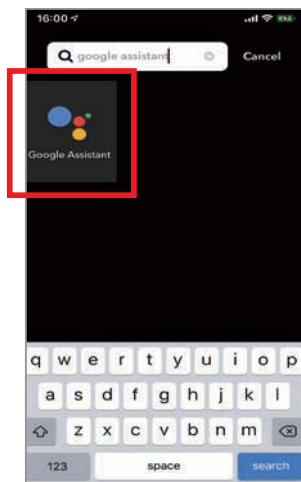 16:00
google assistant Cancel
Google Assistant
q w e r t y u i o p
a s d f g h j k l
z x c v b n m
123 space search